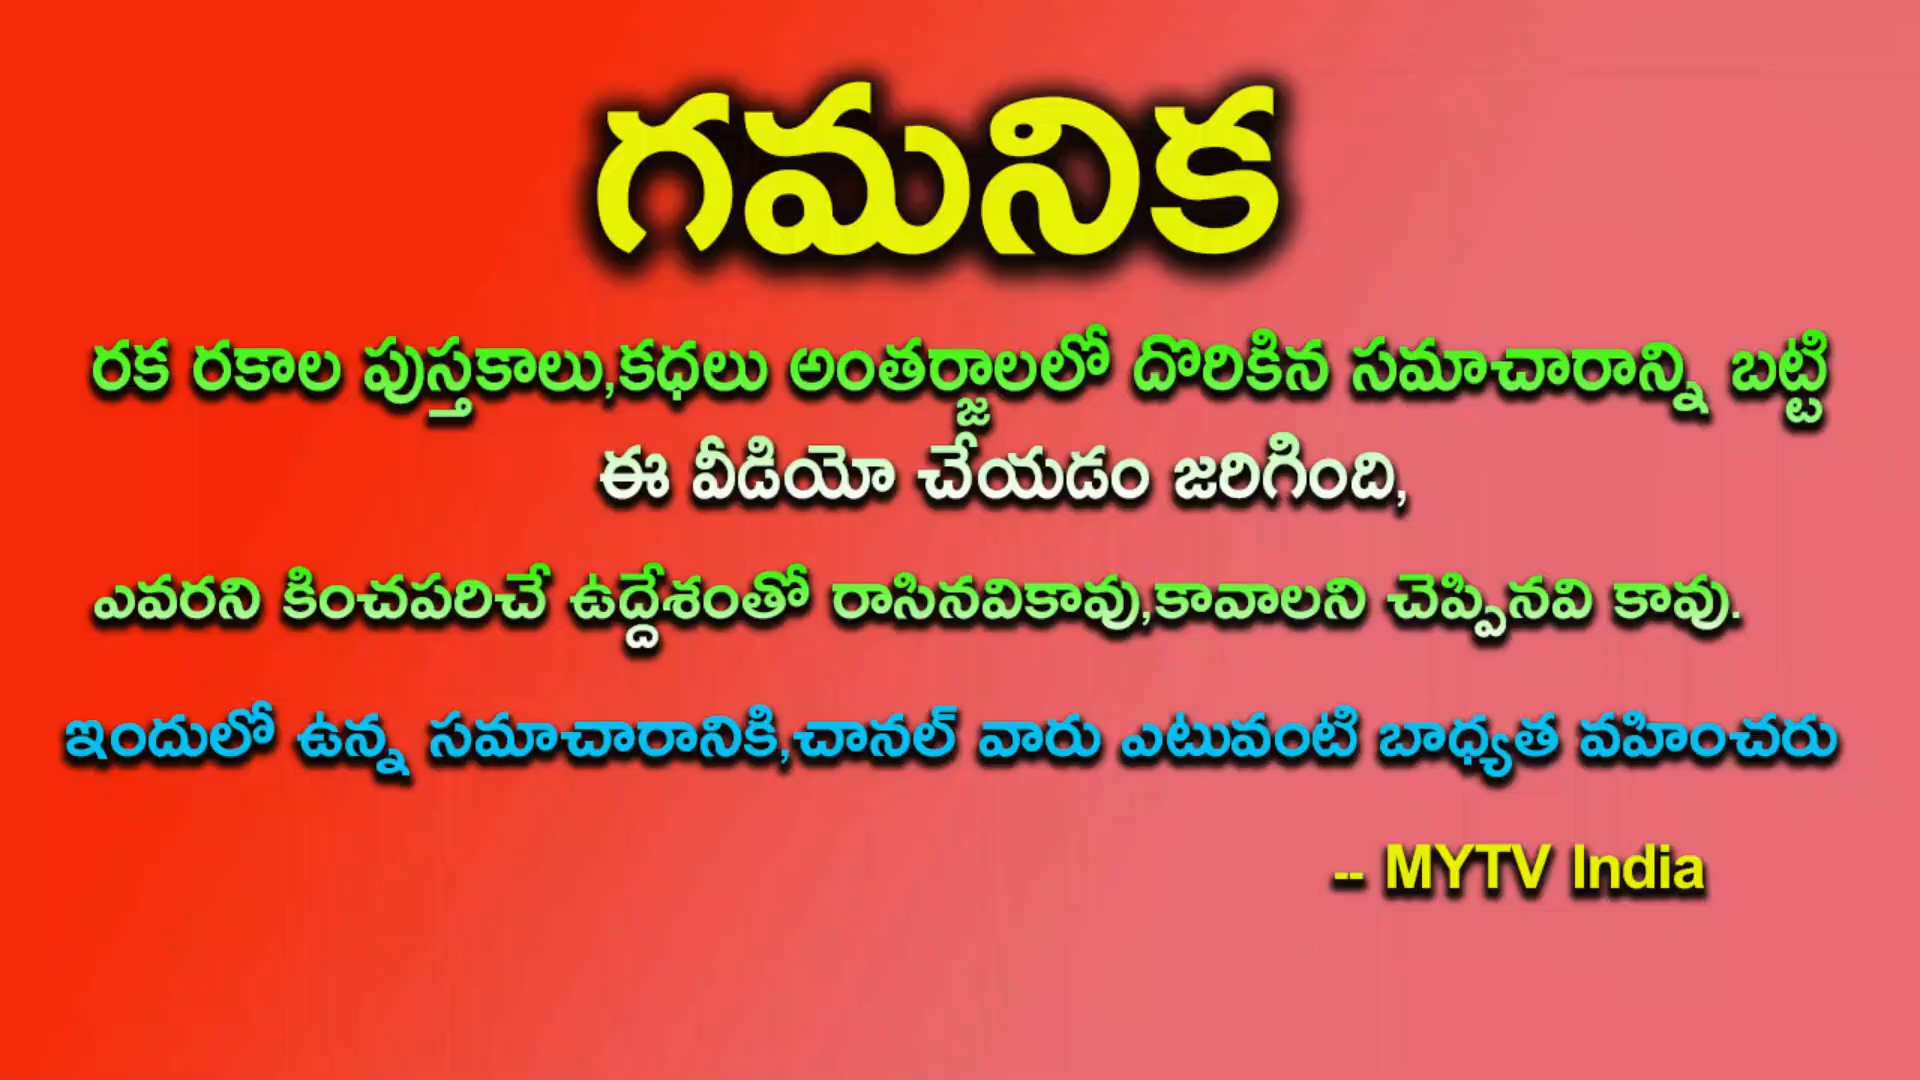 గమనిక
రక రకాల పుస్తకాలు,కధలు అంతర్జాలలో దొరికిన సమాచారాన్ని బట్టి
ఈ వీడియో చేయడం జరిగింది,
ఎవరని కించపరిచే ఉద్దేశంతో రాసినవికావు,కావాలని చెప్పినవి కావు.
ఇందులో ఉన్న సమాచారానికి,చానల్ వారు ఎటువంటి బాధ్యత వహించరు
-- MYTV India